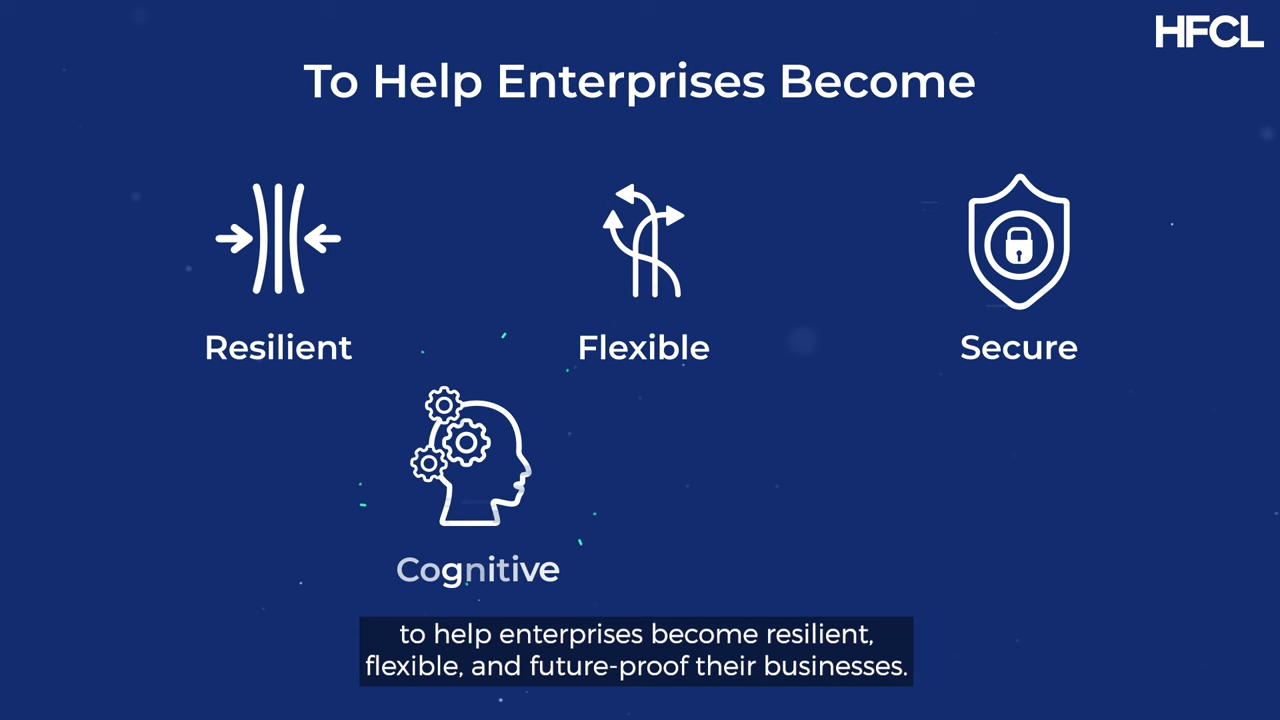 HFCL
To Help Enterprises Become
Resilient
Flexible
Secure
Cognitive
to help enterprises become resilient,
flexible, and future-proof their businesses.